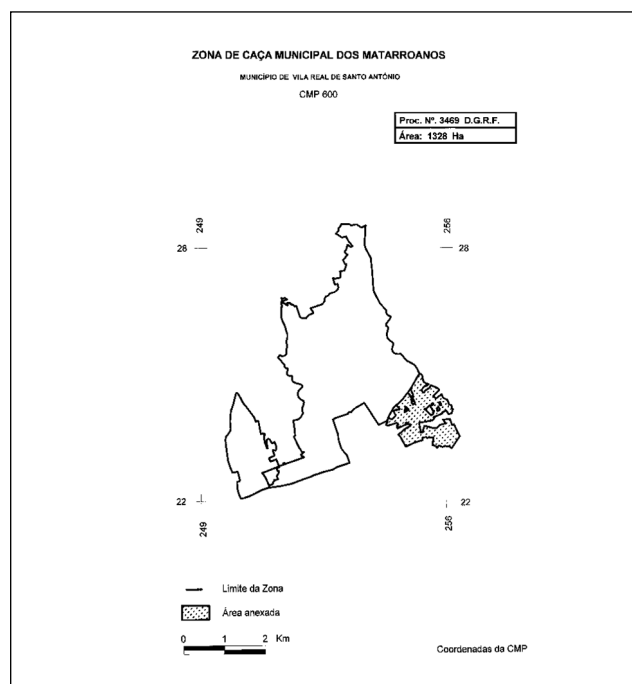 ZONA DE CAÇA MUNICIPAL DOS MATARROANOS
MUNICÍPIO DE VILA REAL DE SANTO ANTÓNIO
CMP 600
Proc. Nº. 3469 D.G.R.F.
Área: 1328 Ha
249
256
28
28
22
22
249
256
Limite da Zona
Área anexada
0 1 2 Km
Coordenadas da CMP